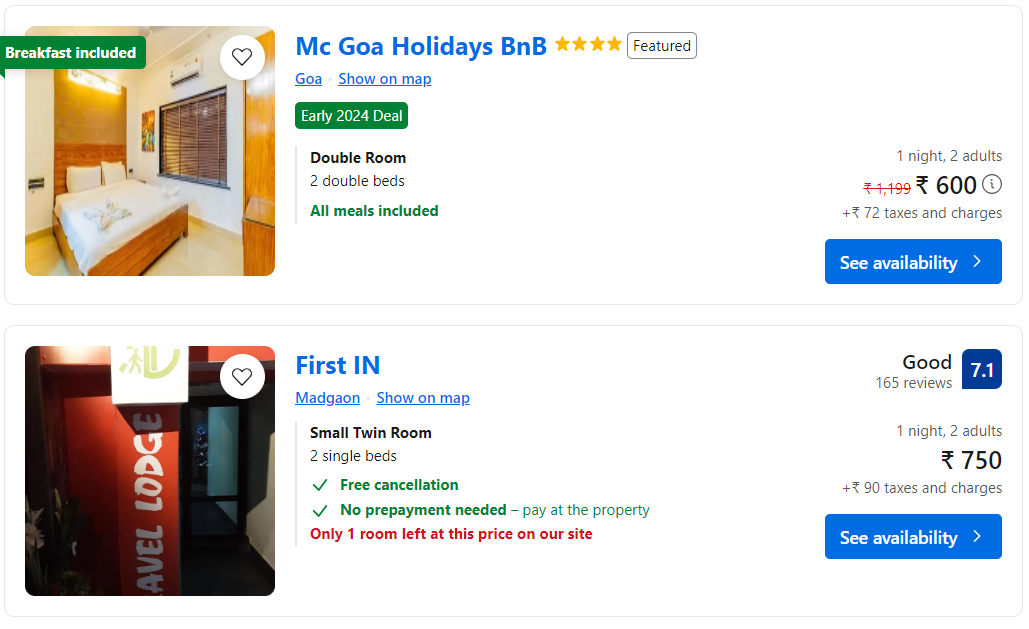 Breakfast included
Mc Goa Holidays BnB
Featured
Goa
Show on map
Early 2024 Deal
Double Room
2 double beds
All meals included
1 night, 2 adults
₹ 1,199 ₹ 600
+₹ 72 taxes and charges
See availability
AVEL LODGE
First IN
Madgaon
Show on map
Small Twin Room
2 single beds
Free cancellation
No prepayment needed – pay at the property
Only 1 room left at this price on our site
Good
165 reviews
7.1
1 night, 2 adults
₹ 750
+₹ 90 taxes and charges
See availability